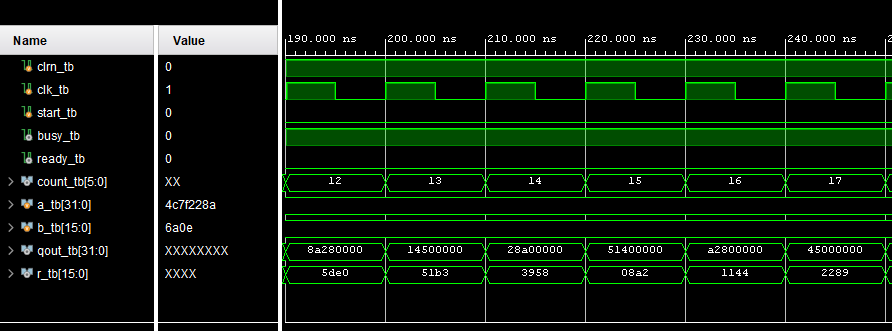 Name Value
190.000 ns 200.000 ns 210.000 ns 220.000 ns 230.000 ns 240.000 ns
clrn_tb 0
clk_tb 1
start_tb 0
busy_tb 0
ready_tb 0
count_tb[5:0] XX 12 13 14 15 16 17
a_tb[31:0] 4c7f228a
b_tb[15:0] 6a0e
qout_tb[31:0] XXXXXXXX 8a280000 14500000 28a00000 51400000 a2800000 45000000
r_tb[15:0] XXXX 5de0 51b3 3958 08a2 1144 2289